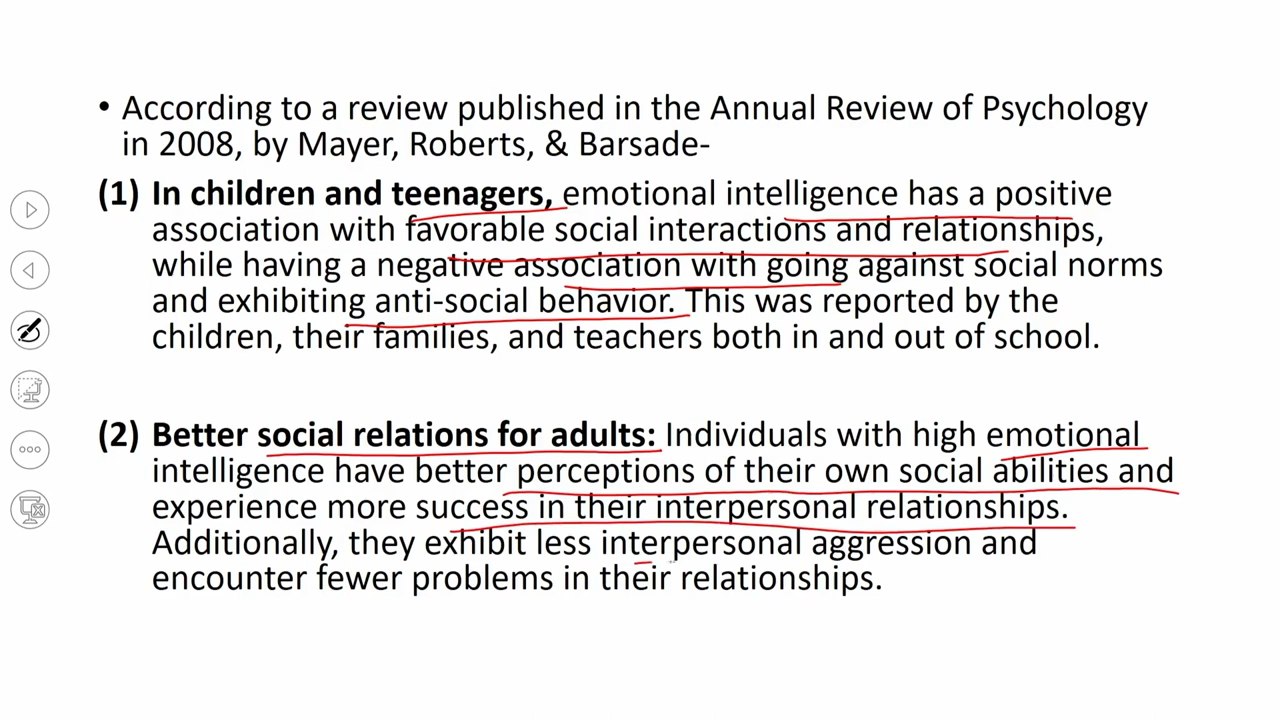 • According to a review published in the Annual Review of Psychology
in 2008, by Mayer, Roberts, & Barsade-
(1) In children and teenagers, emotional intelligence has a positive
association with favorable social interactions and relationships,
while having a negative association with going against social norms
and exhibiting anti-social behavior. This was reported by the
children, their families, and teachers both in and out of school.
(2) Better social relations for adults: Individuals with high emotional
intelligence have better perceptions of their own social abilities and
experience more success in their interpersonal relationships.
Additionally, they exhibit less interpersonal aggression and
encounter fewer problems in their relationships.